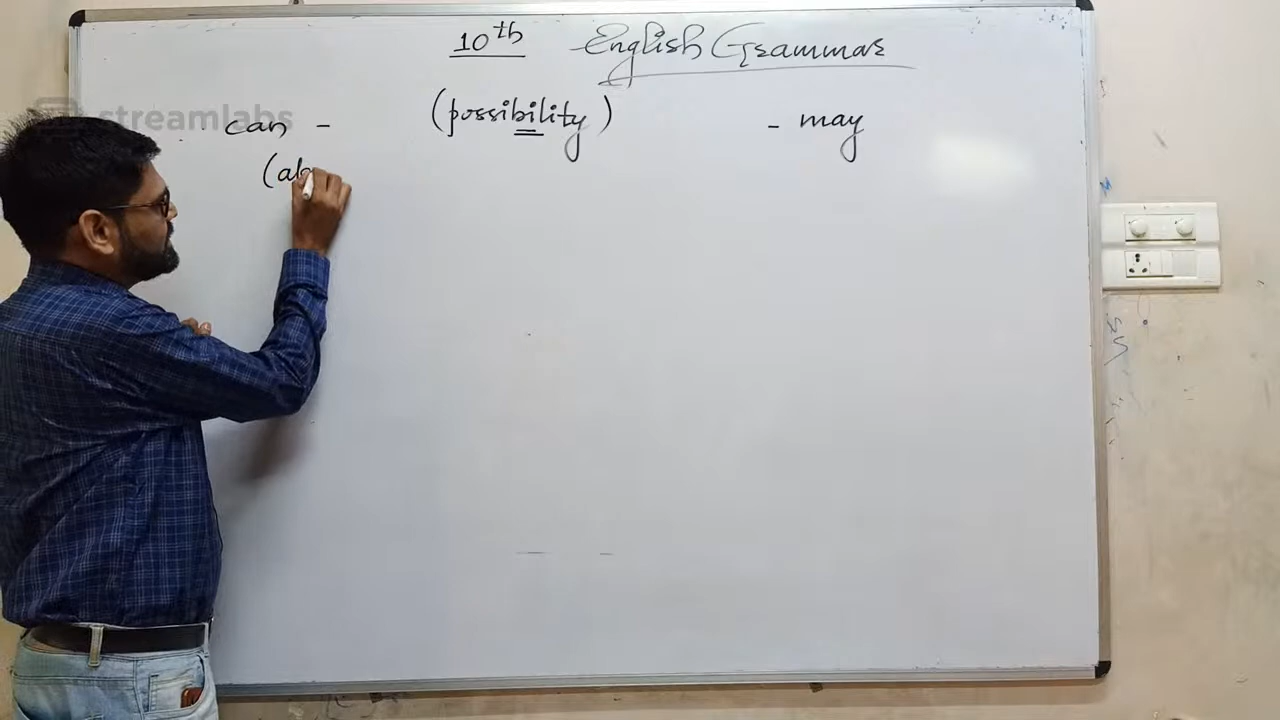 10th English Grammar
streamlabs
can - (possibility) - may
(ab